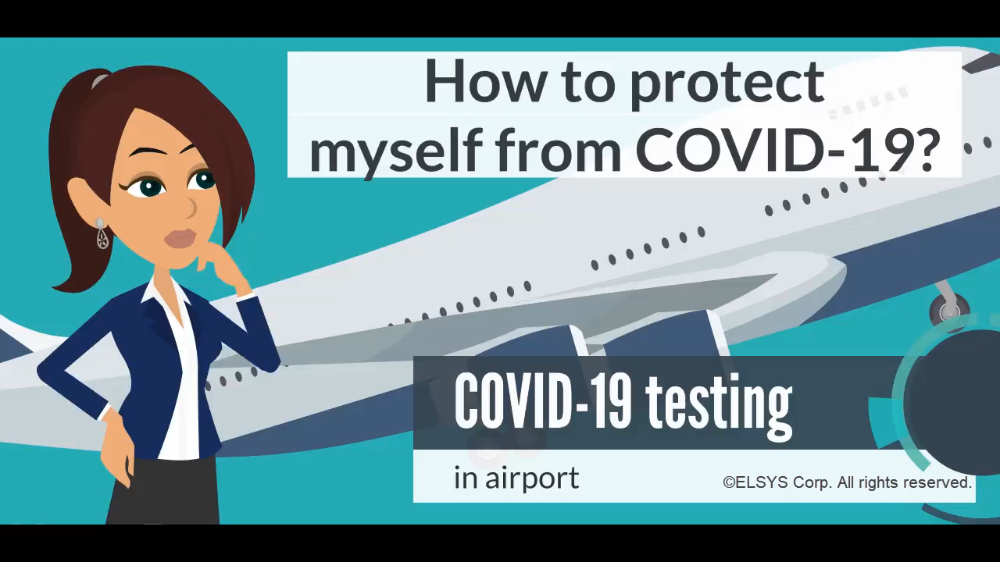 How to protect
myself from COVID-19?
COVID-19 testing
in airport
©ELSYS Corp. All rights reserved.